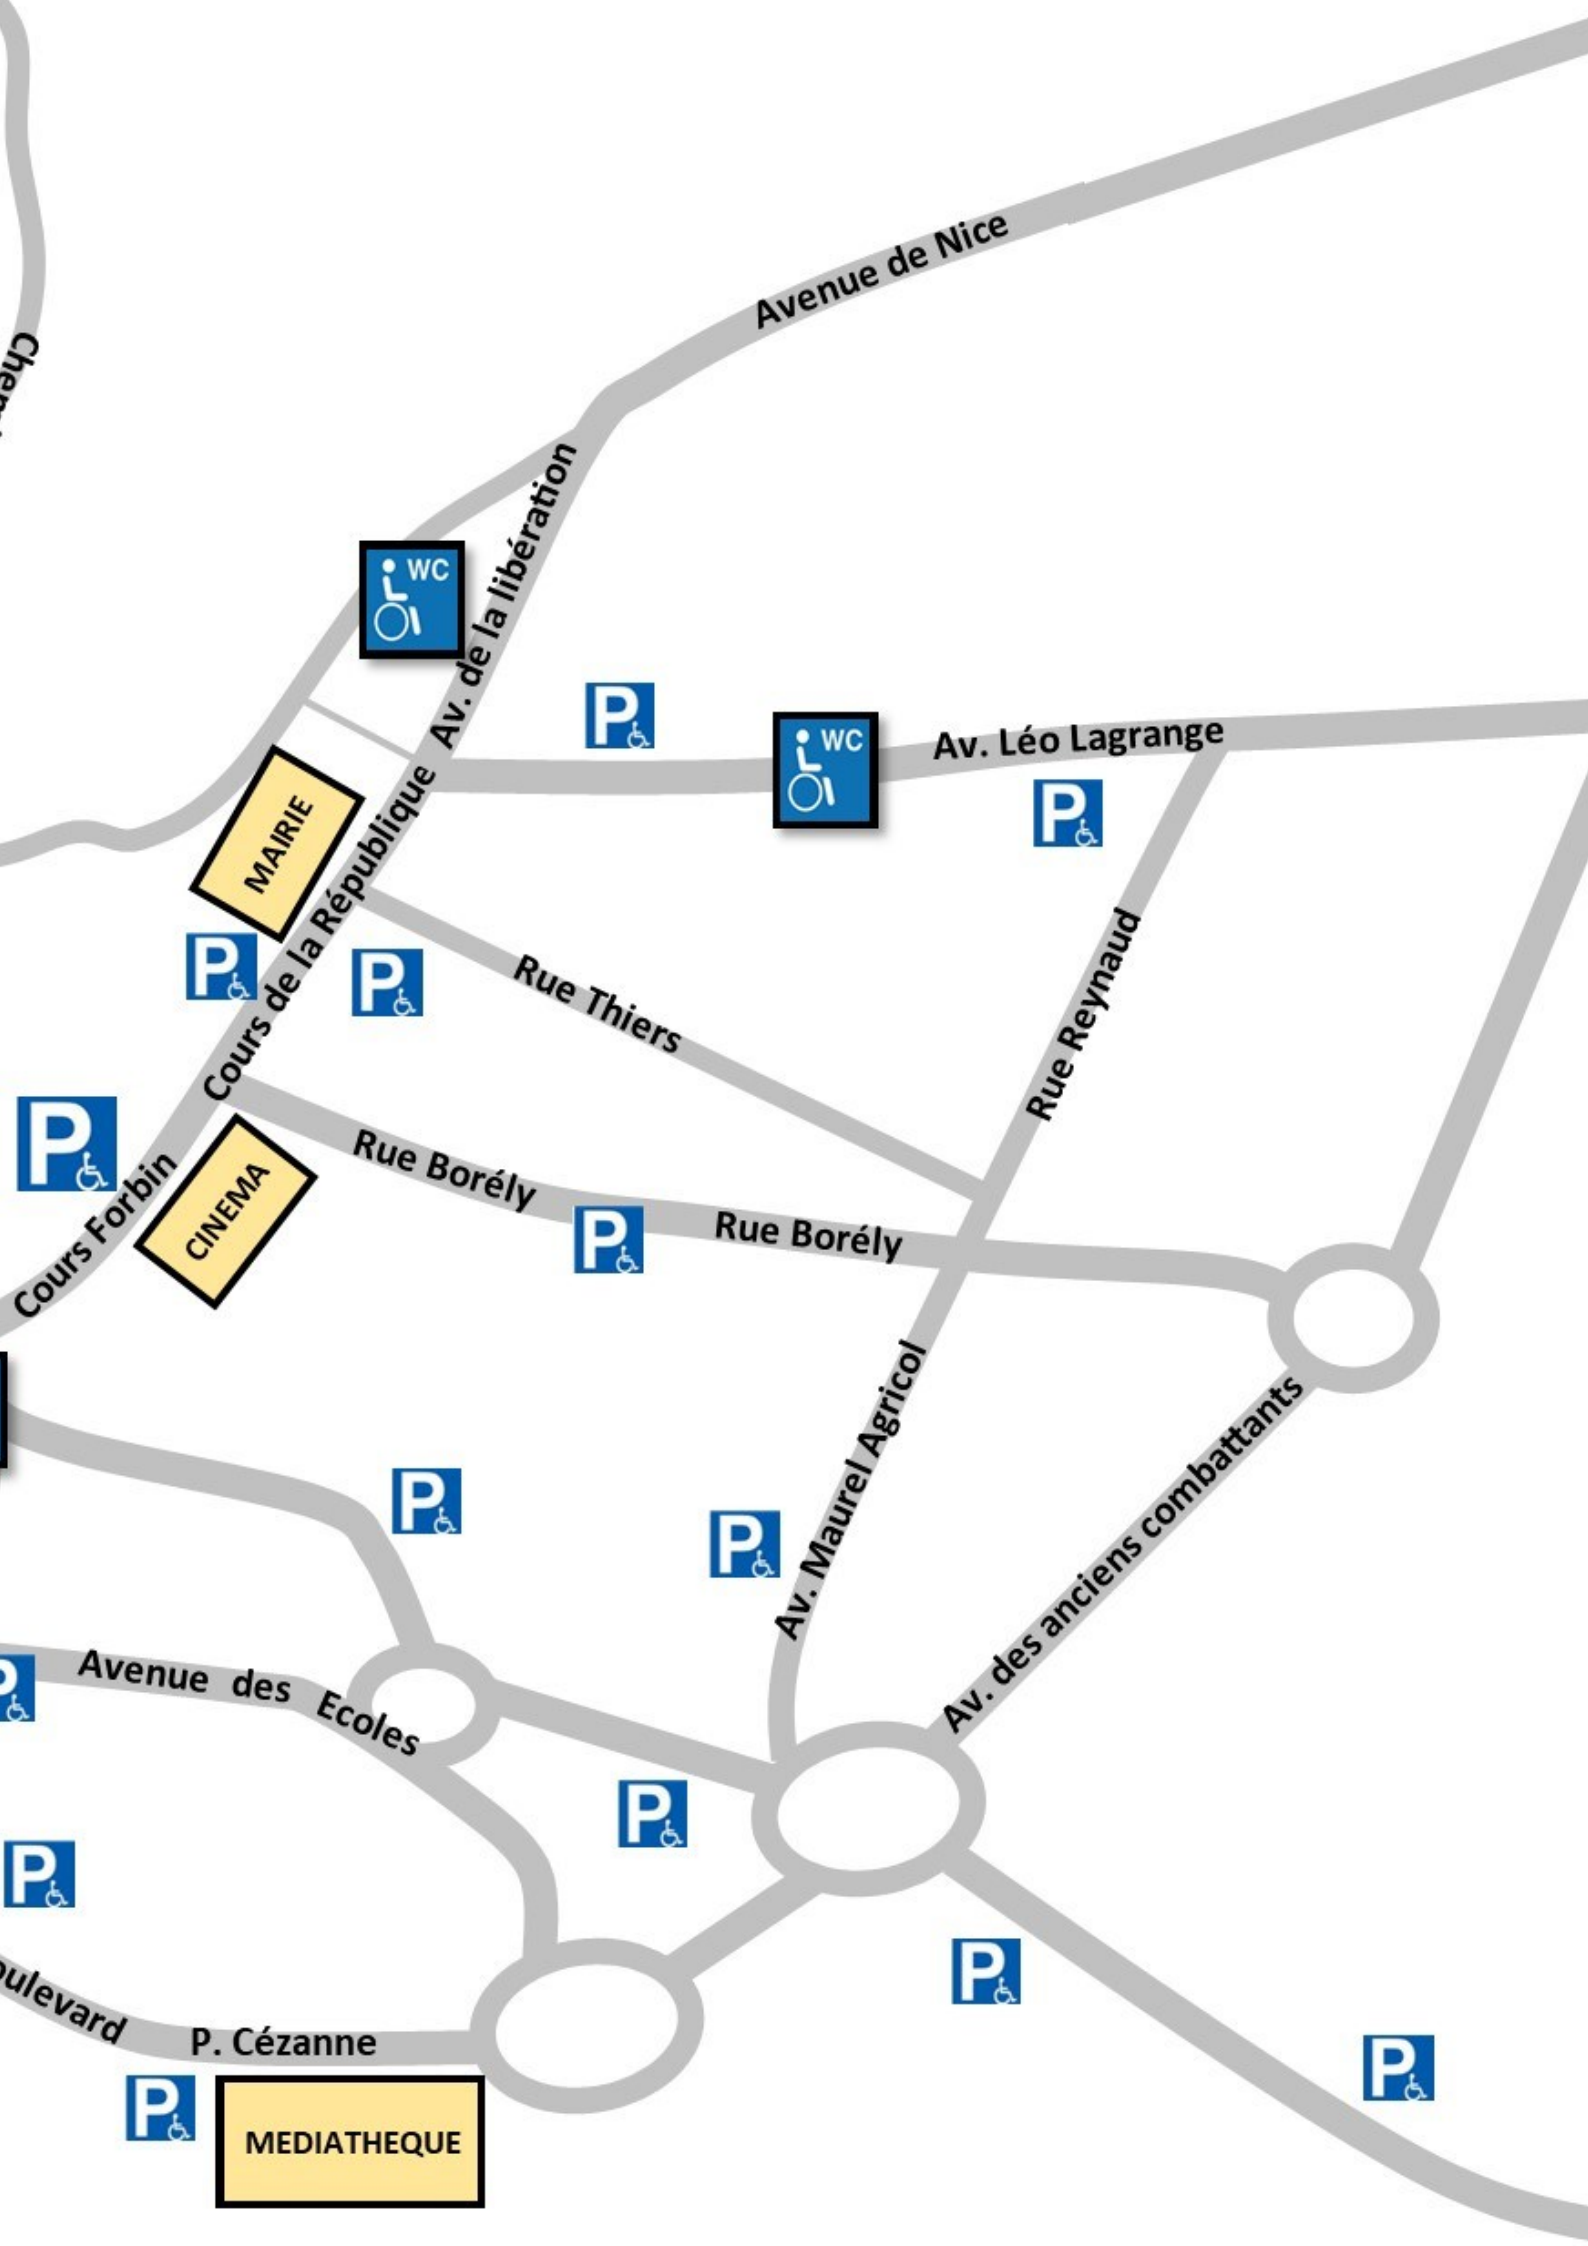 Avenue de Nice
Av. de la libération
WC
P
WC
Av. Léo Lagrange
P
MAIRIE
Cours de la République
P
P
Rue Thiers
Rue Reynaud
P
Cours Forbin
CINEMA
Rue Borély
P
Rue Borély
Av. Maurel Agricol
Av. des anciens combattants
P
P
Avenue des Ecoles
P
P
P
P
oulevard
P. Cézanne
P
P
MEDIATHEQUE